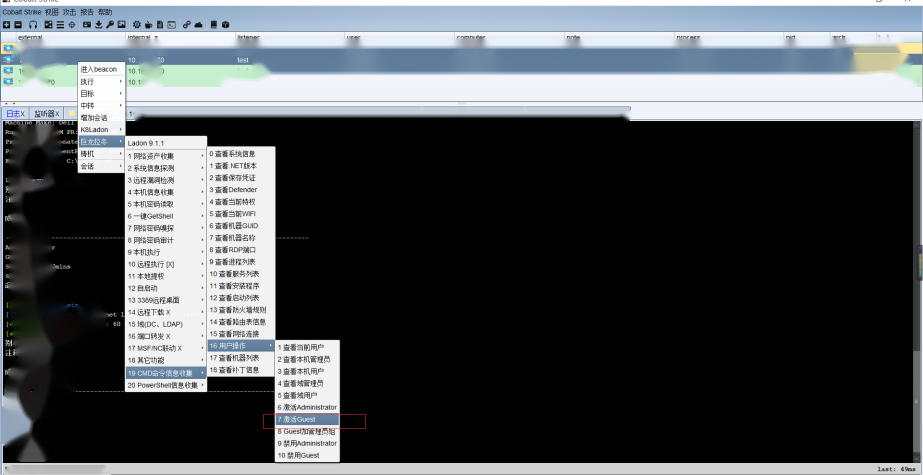 Cobalt Strike
Cobalt Strike 视图 攻击 报告 帮助
external internal listener user computer note process pid arch
10. 70 test
10.1
70 10.1
进入beacon
执行
目标
中转
增加会话
K8Ladon
巨龙拉冬
梼杌
会话
日志X 监听器X 1
Ladon 9.1.1
1 网络资产收集
2 系统信息探测
3 远程漏洞检测
4 本机信息收集
5 本机密码读取
6 一键GetShell
7 网络密码嗅探
8 网络密码审计
9 本机执行
10 远程执行 [X]
11 本地提权
12 自启动
13 3389远程桌面
14 远程下载 X
15 域(DC、LDAP)
16 端口转发 X
17 MSF/NC联动 X
18 其它功能
19 CMD命令信息收集
20 PowerShell信息收集
0 查看系统信息
1 查看.NET版本
2 查看保存凭证
3 查看Defender
4 查看当前特权
5 查看当前WIFI
6 查看机器GUID
7 查看机器名称
8 查看RDP端口
9 查看进程列表
10 查看服务列表
11 查看安装程序
12 查看启动列表
13 查看防火墙规则
14 查看路由表信息
15 查看网络连接
16 用户操作
17 查看机器列表
18 查看补丁信息
1 查看当前用户
2 查看本机管理员
3 查看本机用户
4 查看域管理员
5 查看域用户
6 激活Administrator
7 激活Guest
8 Guest加管理员组
9 禁用Administrator
10 禁用Guest
last: 49ms